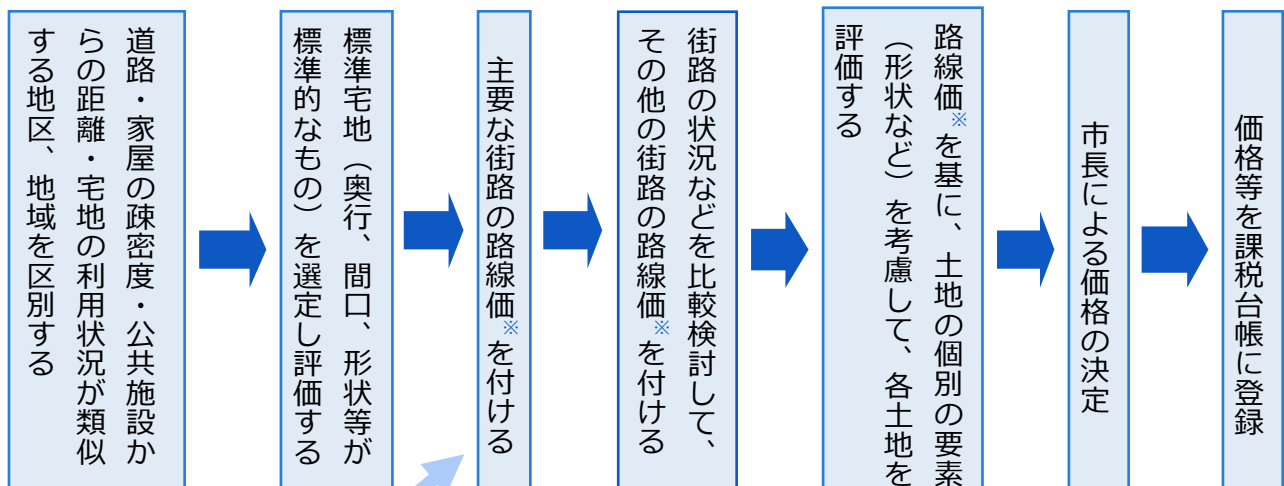 道路・家屋の疎密度・公共施設か
らの距離・宅地の利用状況が類似
する地区、地域を区別する
標準宅地（奥行、間口、形状等が
標準的なもの）を選定し評価する
主要な街路の路線価※を付ける
街路の状況などを比較検討して、
その他の街路の路線価※を付ける
路線価※を基に、土地の個別の要素
（形状など）を考慮して、各土地を
評価する
市長による価格の決定
価格等を課税台帳に登録